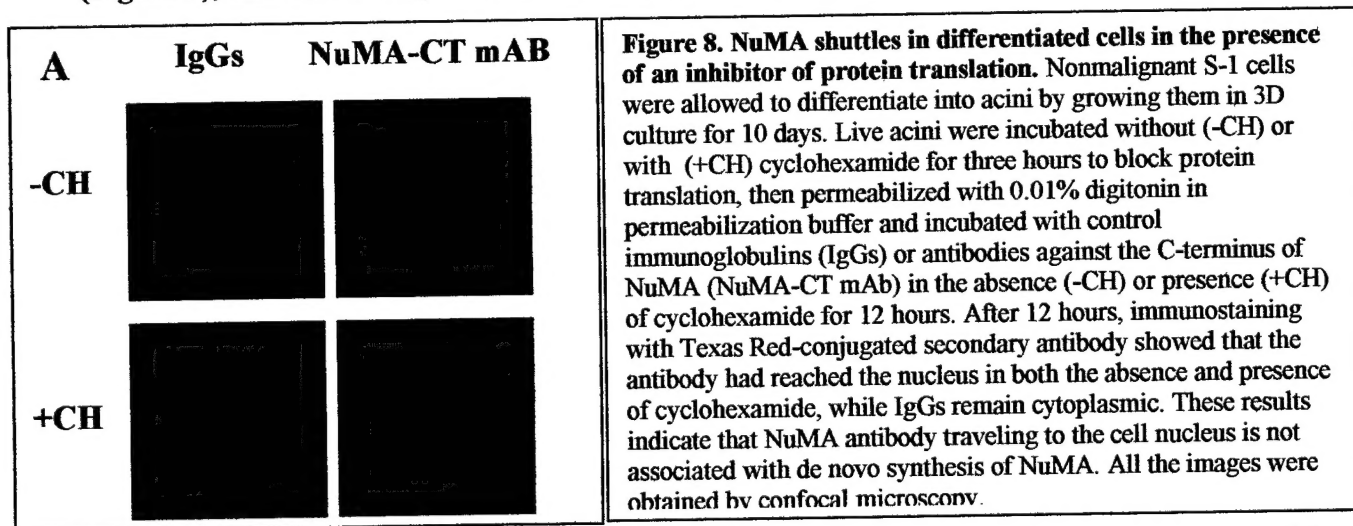 A
IgGs NuMA-CT mAB
-CH
+CH
Figure 8. NuMA shuttles in differentiated cells in the presence
of an inhibitor of protein translation. Nonmalignant S-1 cells
were allowed to differentiate into acini by growing them in 3D
culture for 10 days. Live acini were incubated without (-CH) or
with (+CH) cyclohexamide for three hours to block protein
translation, then permeabilized with 0.01% digitonin in
permeabilization buffer and incubated with control
immunoglobulins (IgGs) or antibodies against the C-terminus of
NuMA (NuMA-CT mAb) in the absence (-CH) or presence (+CH)
of cyclohexamide for 12 hours. After 12 hours, immunostaining
with Texas Red-conjugated secondary antibody showed that the
antibody had reached the nucleus in both the absence and presence
of cyclohexamide, while IgGs remain cytoplasmic. These results
indicate that NuMA antibody traveling to the cell nucleus is not
associated with de novo synthesis of NuMA. All the images were
obtained by confocal microscopy.